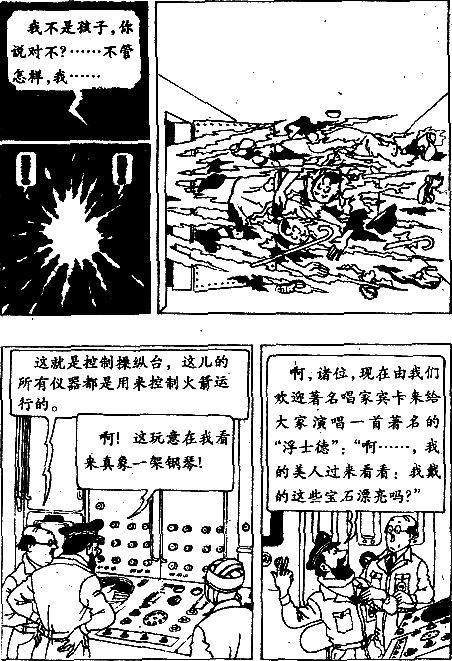 我不是孩子,你
说对不?……不管
怎样,我……
这就是控制操纵台,这儿的
所有仪器都是用来控制火箭运
行的。
啊!这玩意在我看
来真象一架钢琴!
啊,诸位,现在由我们
欢迎著名唱家宾卡来给
大家演唱一首著名的
“浮士德”:“啊……,我
的美人过来看看:我戴
的这些宝石漂亮吗?”